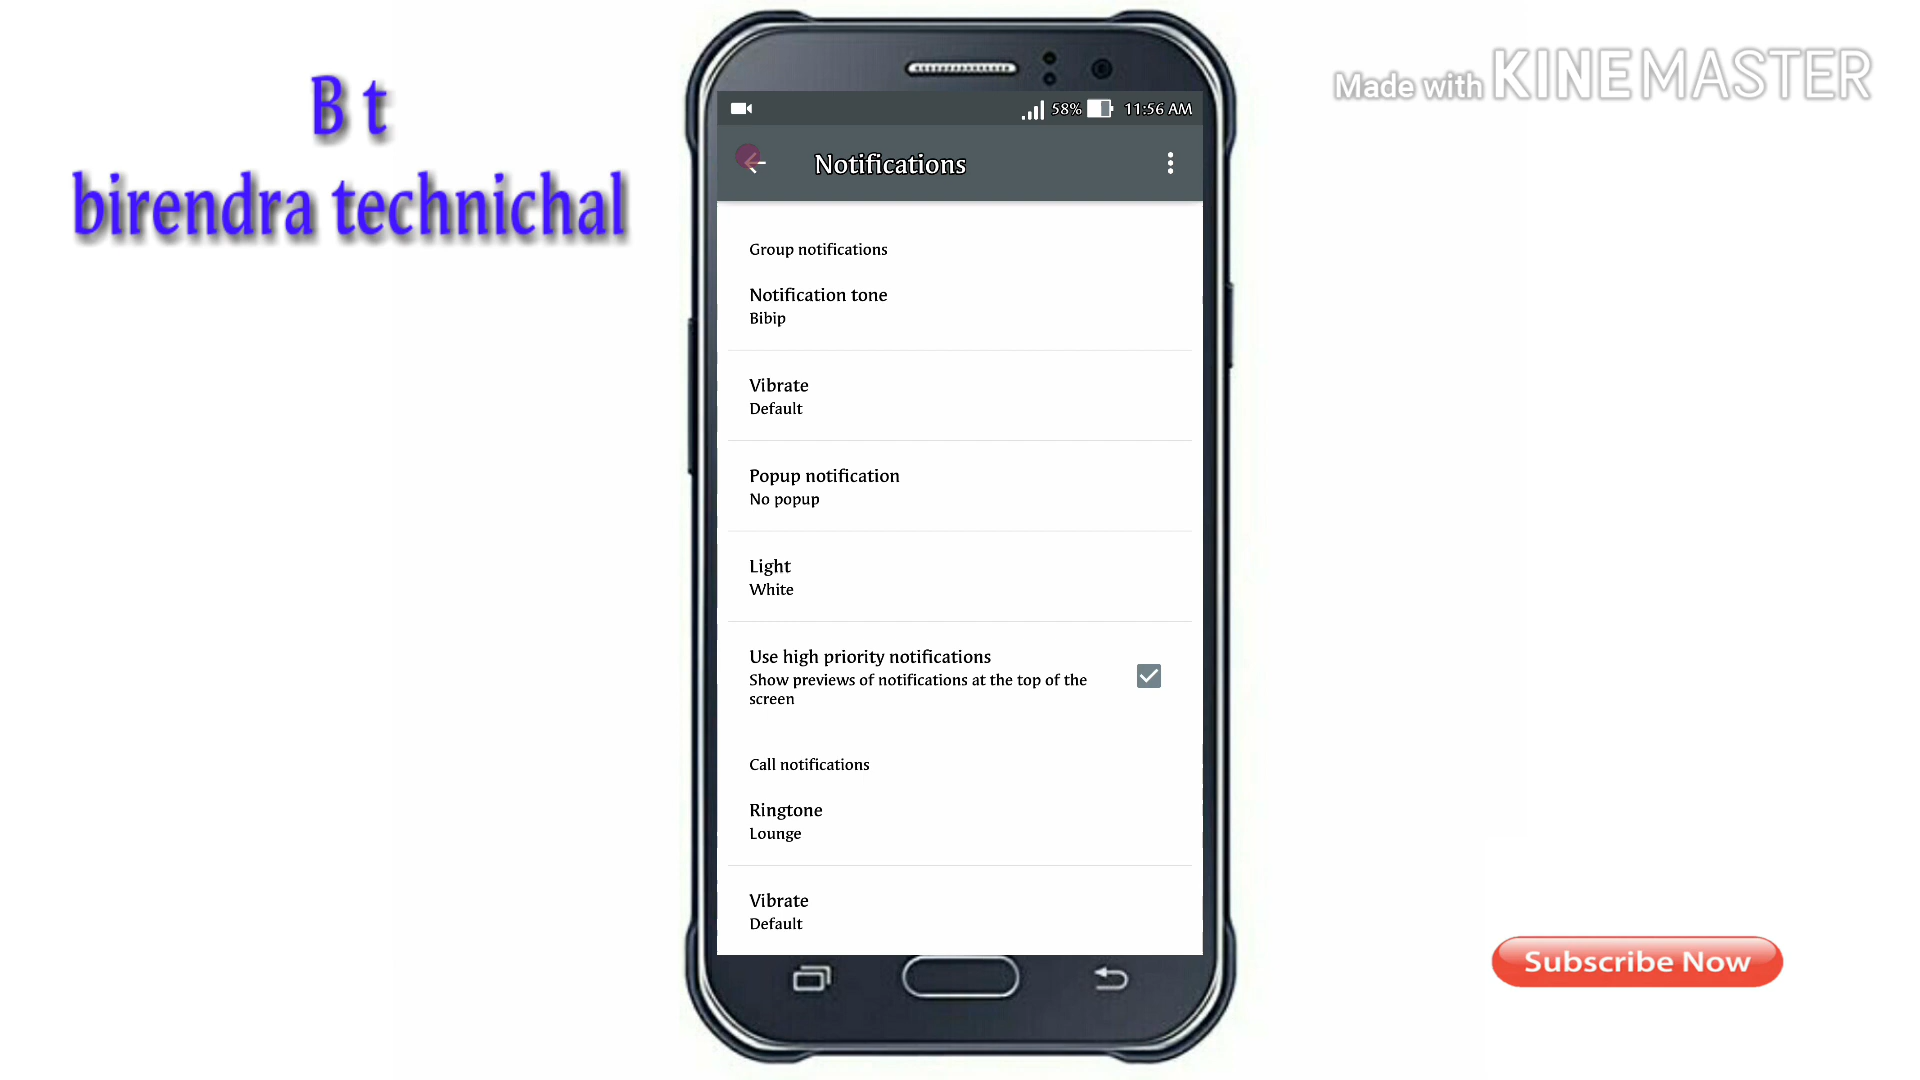 B t
birendra technichal
Made with KINEMASTER
58% 11:56 AM
Notifications
Group notifications
Notification tone
Bibip
Vibrate
Default
Popup notification
No popup
Light
White
Use high priority notifications
Show previews of notifications at the top of the
screen
Call notifications
Ringtone
Lounge
Vibrate
Default
Subscribe Now